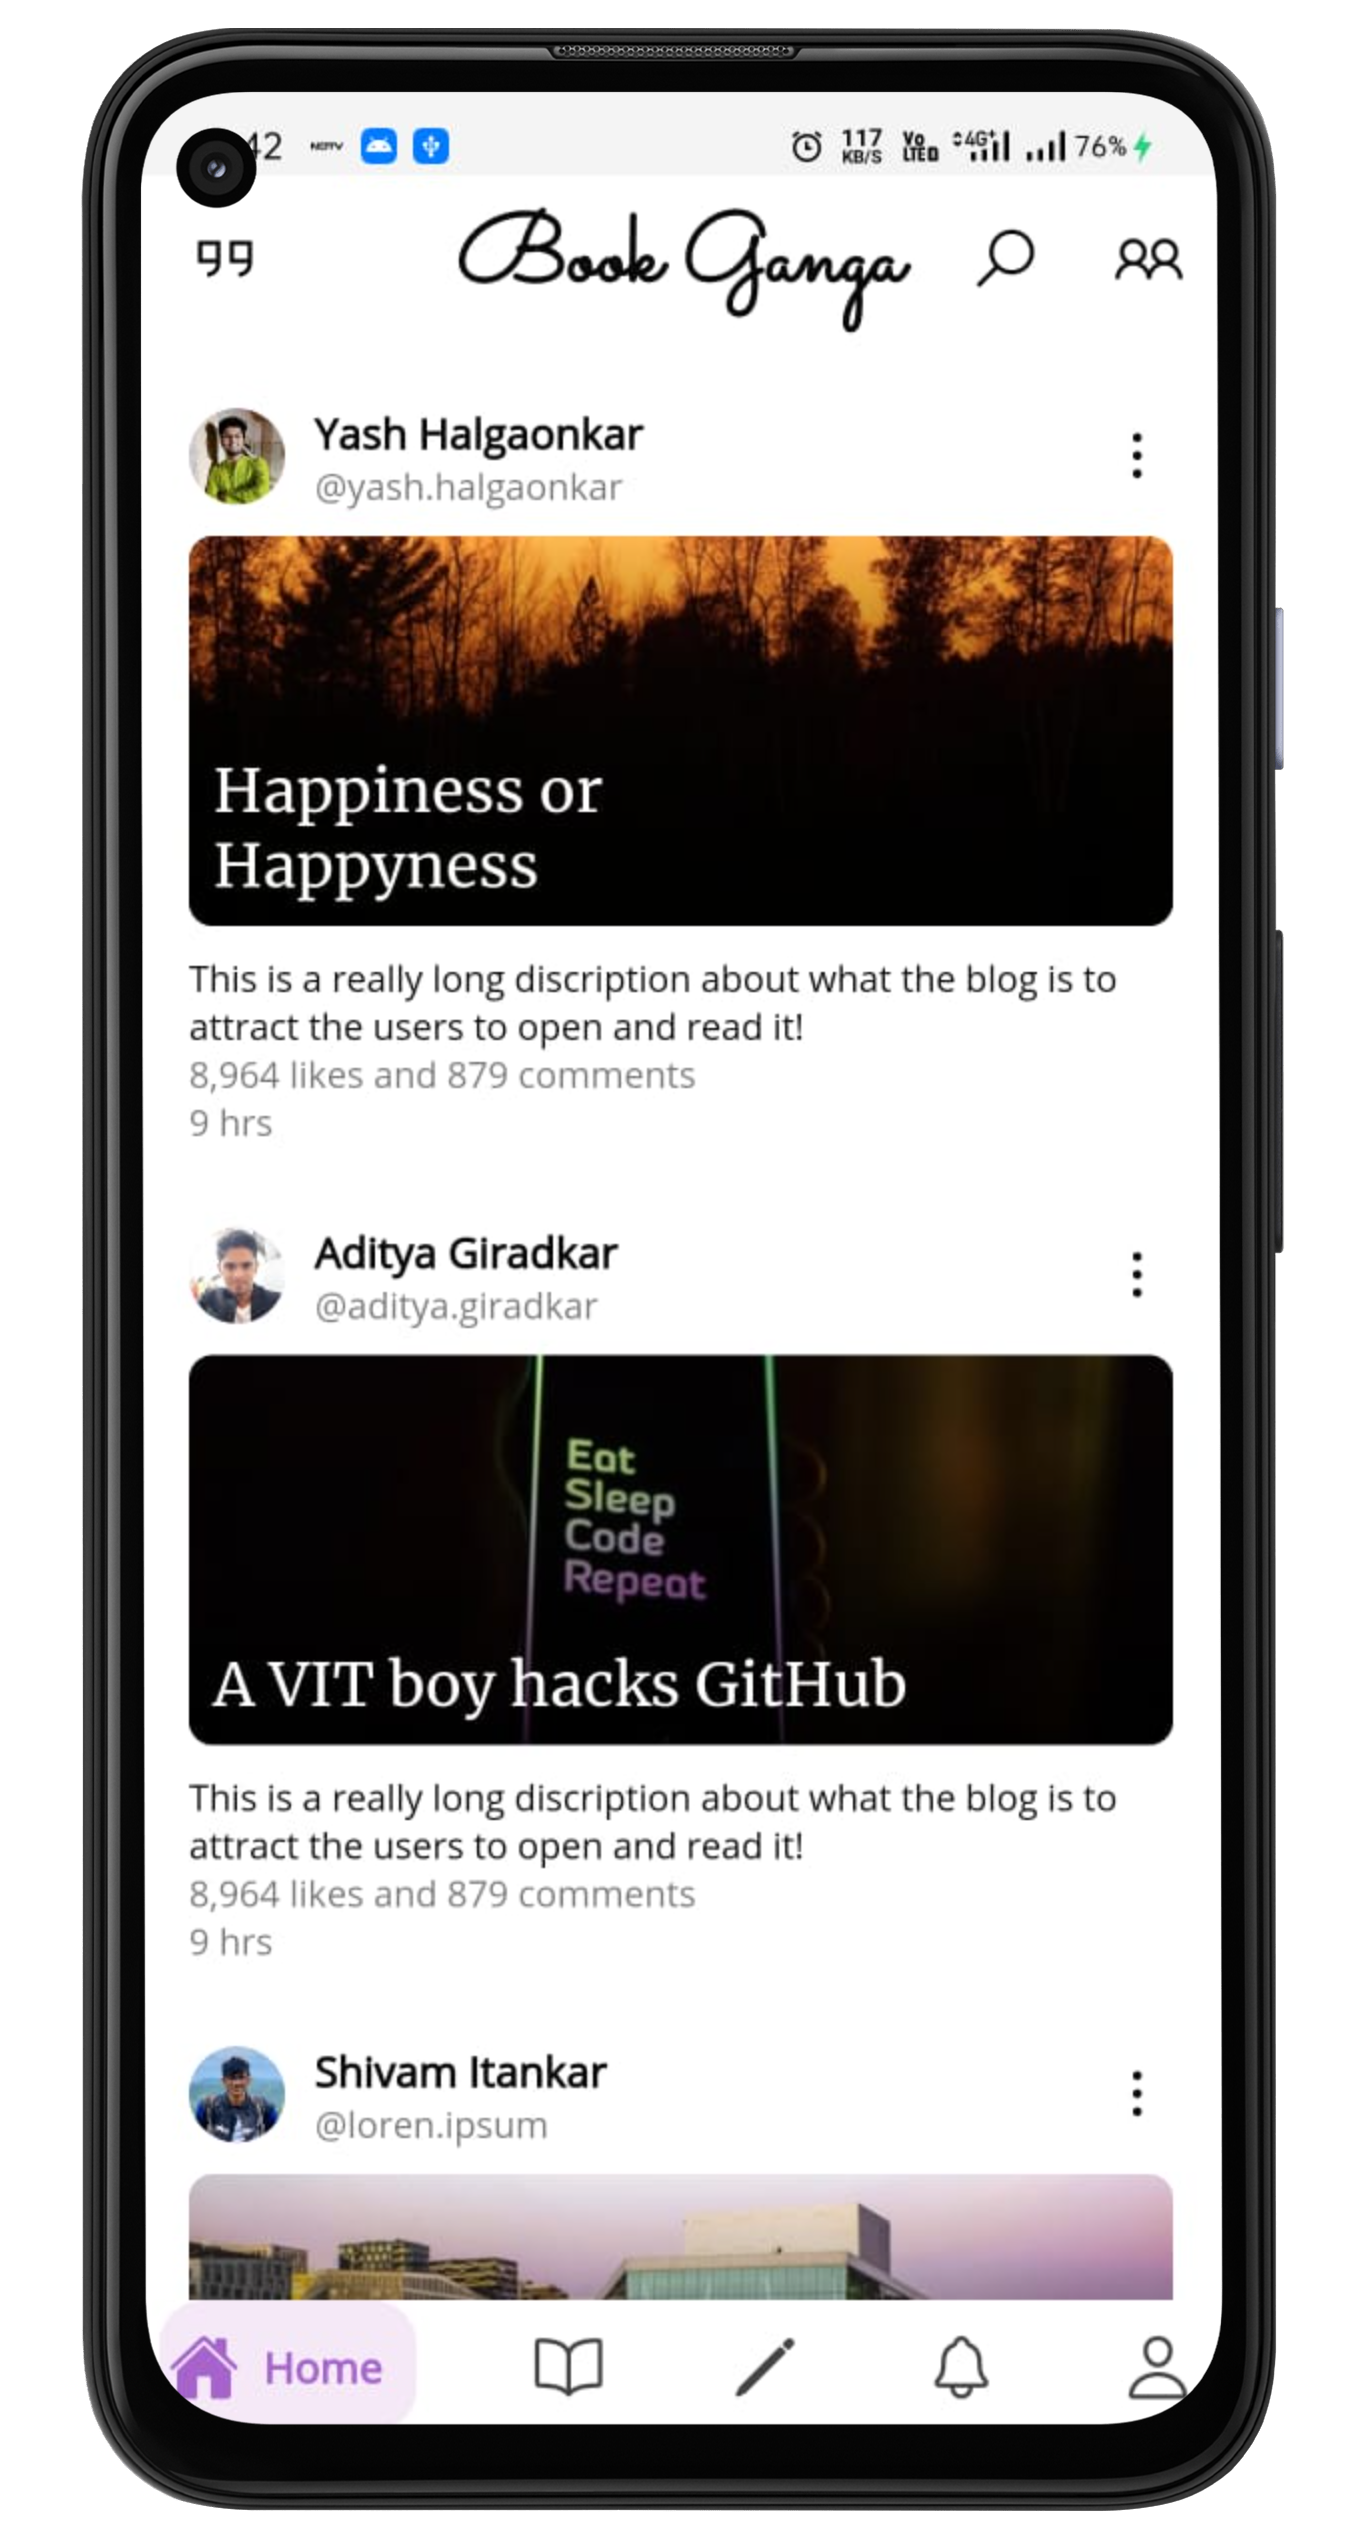 42 NDTV 117 KB/S Vo LTE 4G+ 76%
Book Ganga
Yash Halgaonkar
@yash.halgaonkar
Happiness or
Happyness
This is a really long discription about what the blog is to
attract the users to open and read it!
8,964 likes and 879 comments
9 hrs
Aditya Giradkar
@aditya.giradkar
Eat
Sleep
Code
Repeat
A VIT boy hacks GitHub
This is a really long discription about what the blog is to
attract the users to open and read it!
8,964 likes and 879 comments
9 hrs
Shivam Itankar
@loren.ipsum
Home